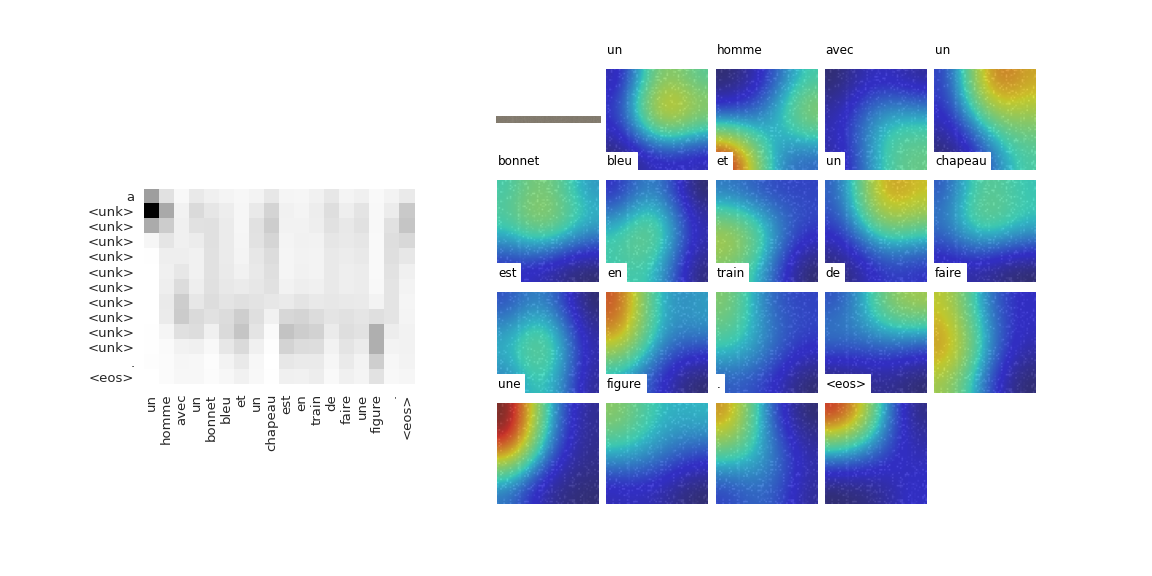 a
<unk>
<unk>
<unk>
<unk>
<unk>
<unk>
<unk>
<unk>
<unk>
<unk>
.
<eos>
un homme avec un bonnet bleu et un chapeau est en train de faire une figure . <eos>
un homme avec un
bonnet bleu et un chapeau
est en train de faire
une figure . <eos>